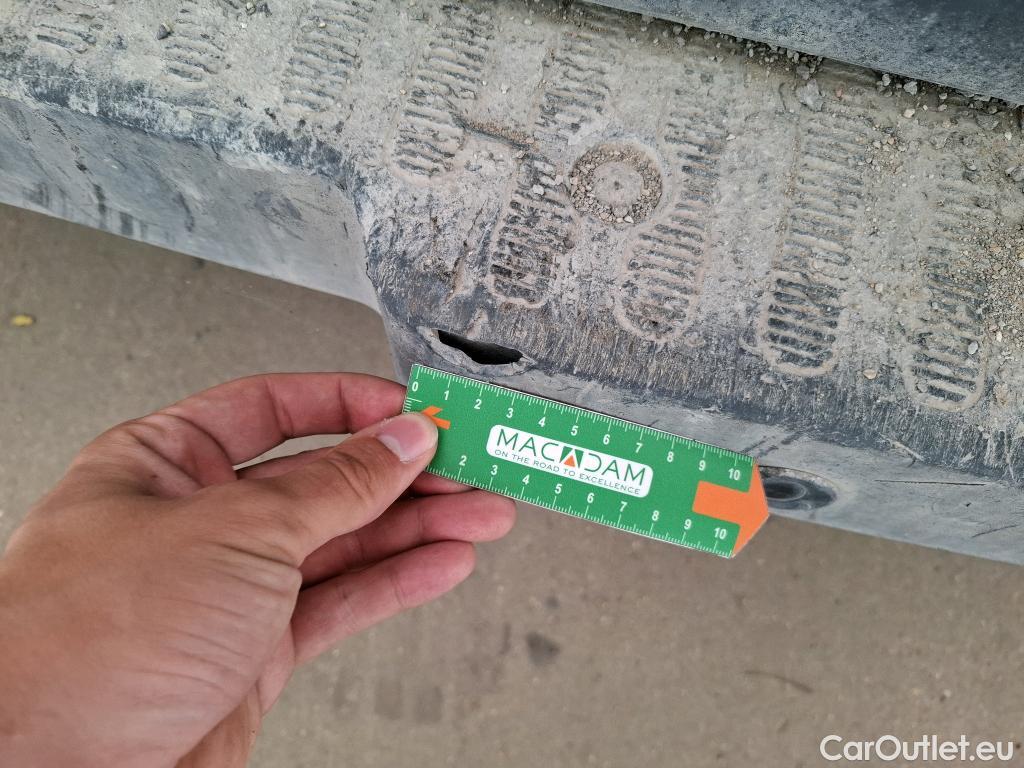 0 1 2 3 4 5 6 7 8 9 10
MACADAM
ON THE ROAD TO EXCELLENCE
2 3 4 5 6 7 8 9 10
CarOutlet.eu